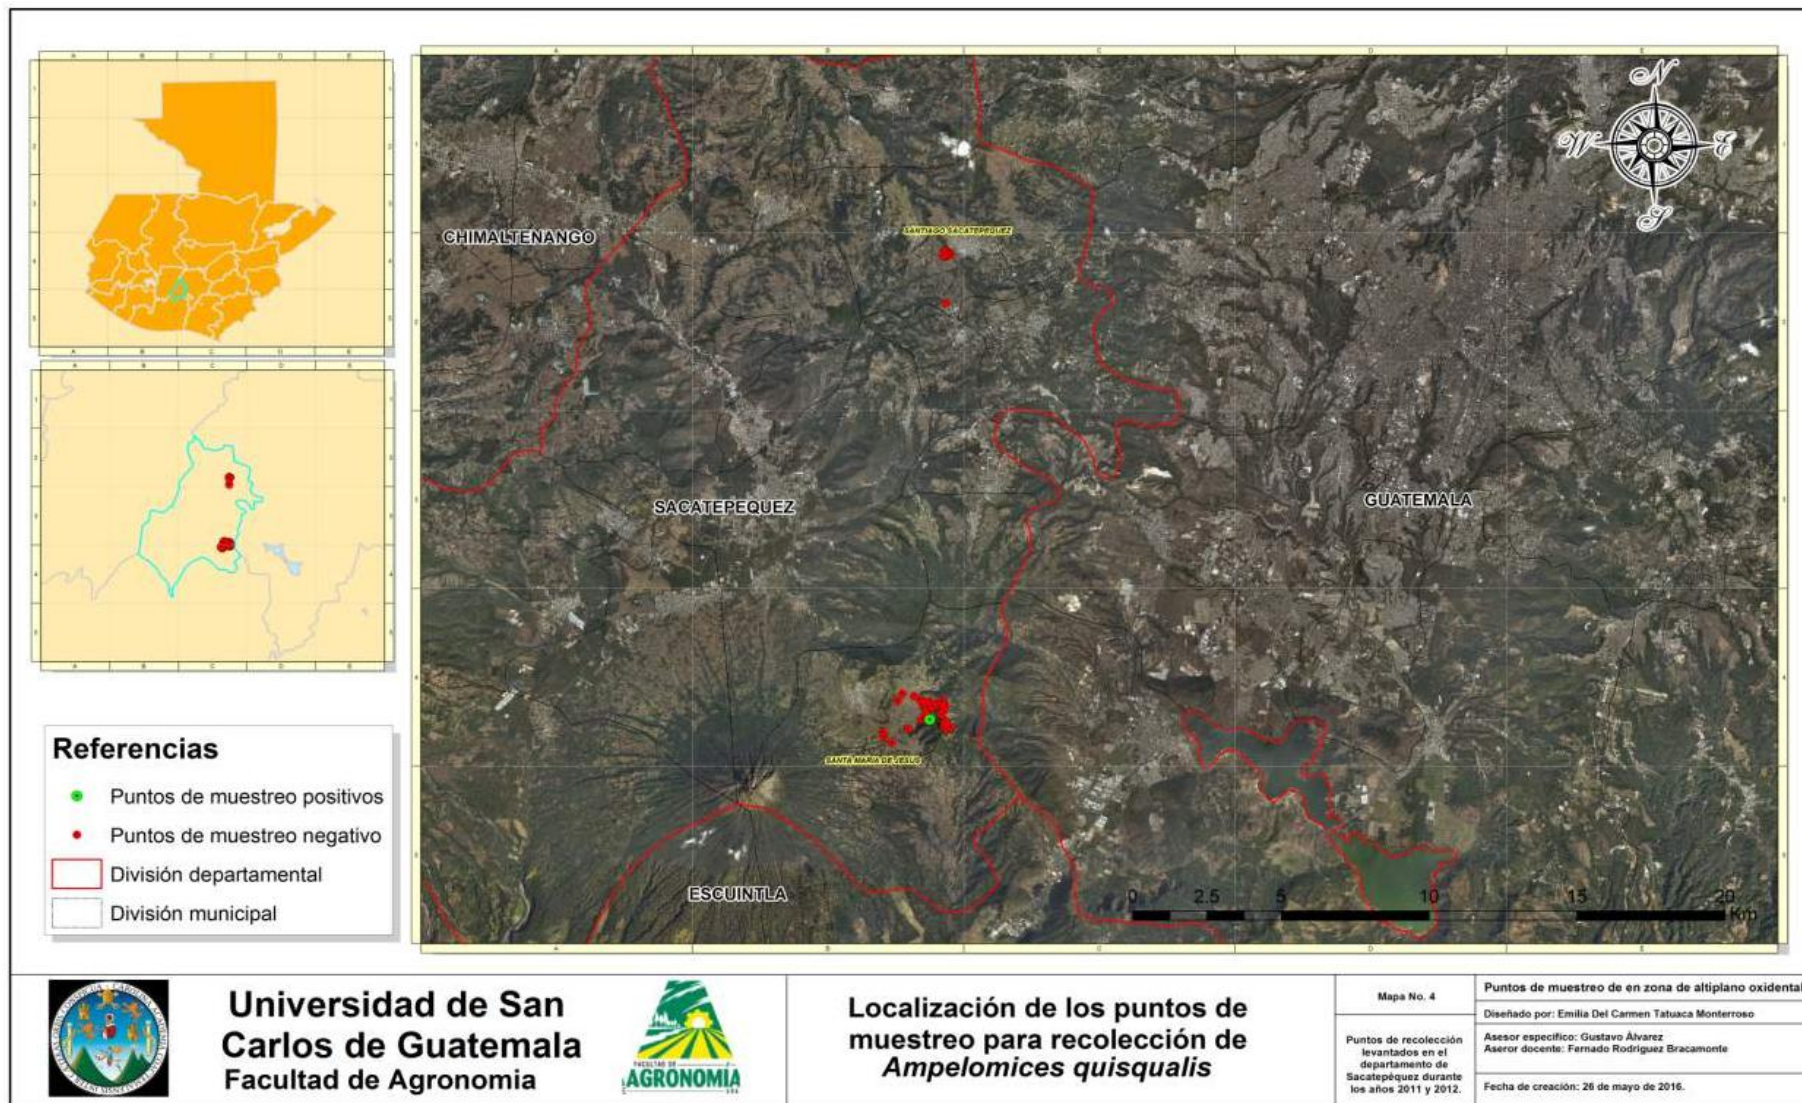 CHIMALTENANGO
SANTIAGO SACATEPEQUEZ
SACATEPEQUEZ
GUATEMALA
SANTA MARIA DE JESUS
ESCUINTLA
N
W
E
S
0 2.5 5 10 15 20
Km
Referencias
Puntos de muestreo positivos
Puntos de muestreo negativo
División departamental
División municipal
Universidad de San
Carlos de Guatemala
Facultad de Agronomia
FACULTAD DE
AGRONOMIA
Localización de los puntos de
muestreo para recolección de
Ampelomices quisqualis
Mapa No. 4
Puntos de recolección
levantados en el
departamento de
Sacatepéquez durante
los años 2011 y 2012.
Puntos de muestreo de en zona de altiplano oxidental
Diseñado por: Emilia Del Carmen Tatuaca Monterroso
Asesor específico: Gustavo Álvarez
Aseror docente: Fernado Rodriguez Bracamonte
Fecha de creación: 26 de mayo de 2016.